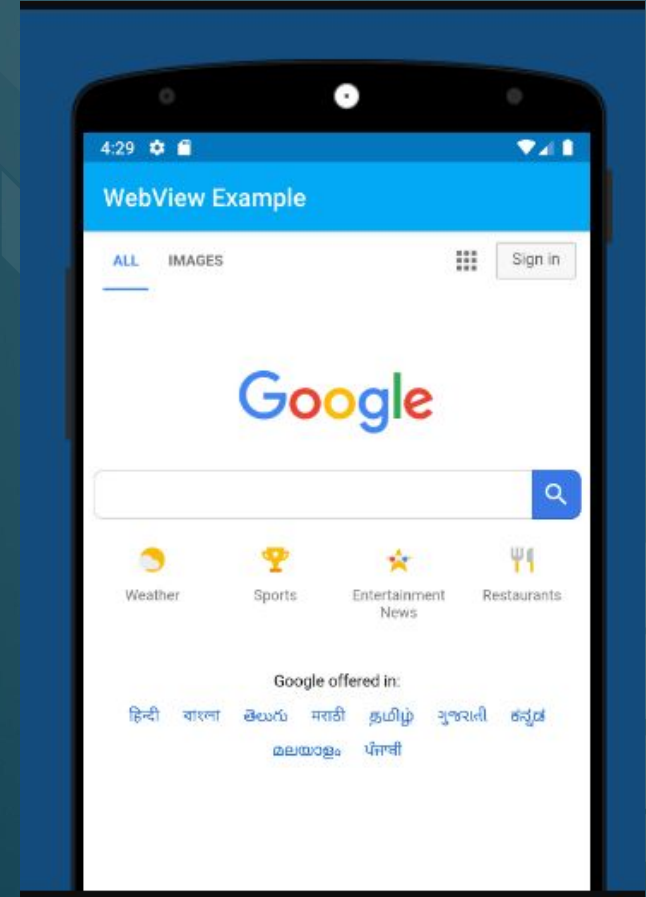 4:29
WebView Example
ALL IMAGES Sign in
Google
Weather Sports Entertainment News Restaurants
Google offered in:
हिन्दी বাংলা తెలుగు मराठी தமிழ் ગુજરાતી ಕನ್ನಡ
മലയാളം ਪੰਜਾਬੀ